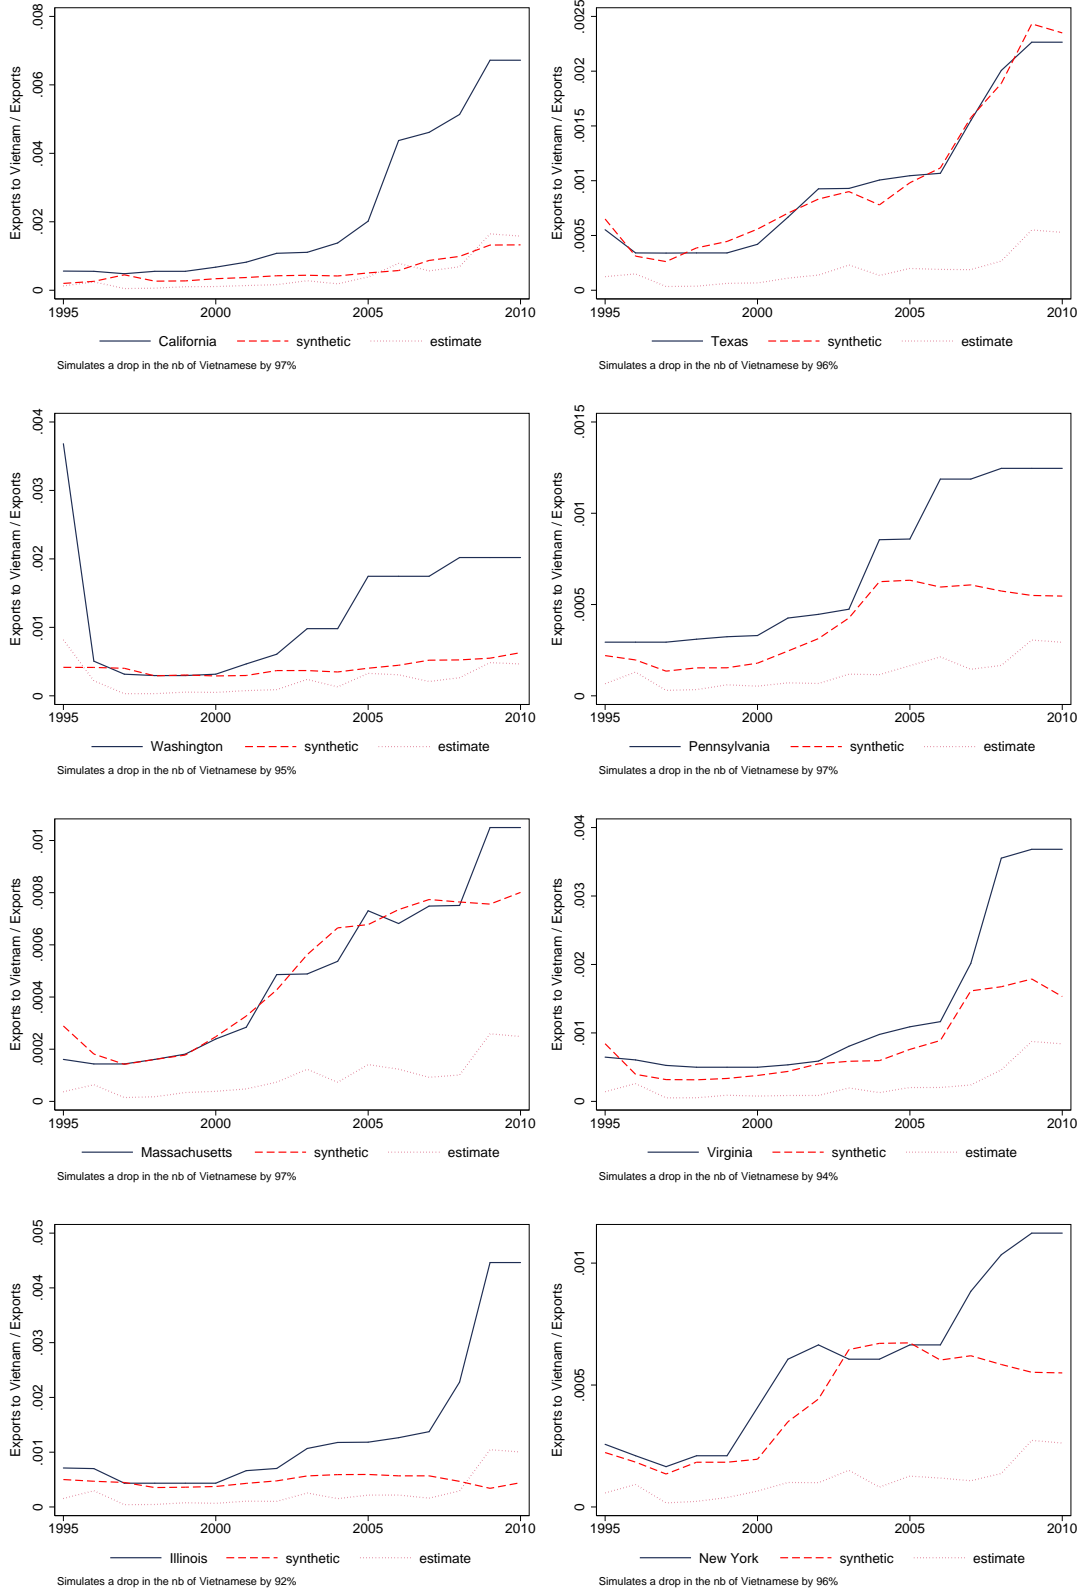 Exports to Vietnam / Exports
.008
.006
.004
.002
0
1995 2000 2005 2010
California synthetic estimate
Simulates a drop in the nb of Vietnamese by 97%
Exports to Vietnam / Exports
.0025
.002
.0015
.001
.0005
0
1995 2000 2005 2010
Texas synthetic estimate
Simulates a drop in the nb of Vietnamese by 96%
Exports to Vietnam / Exports
.004
.003
.002
.001
0
1995 2000 2005 2010
Washington synthetic estimate
Simulates a drop in the nb of Vietnamese by 95%
Exports to Vietnam / Exports
.0015
.001
.0005
0
1995 2000 2005 2010
Pennsylvania synthetic estimate
Simulates a drop in the nb of Vietnamese by 97%
Exports to Vietnam / Exports
.001
.0008
.0006
.0004
.0002
0
1995 2000 2005 2010
Massachusetts synthetic estimate
Simulates a drop in the nb of Vietnamese by 97%
Exports to Vietnam / Exports
.004
.003
.002
.001
0
1995 2000 2005 2010
Virginia synthetic estimate
Simulates a drop in the nb of Vietnamese by 94%
Exports to Vietnam / Exports
.005
.004
.003
.002
.001
0
1995 2000 2005 2010
Illinois synthetic estimate
Simulates a drop in the nb of Vietnamese by 92%
Exports to Vietnam / Exports
.001
.0005
0
1995 2000 2005 2010
New York synthetic estimate
Simulates a drop in the nb of Vietnamese by 96%